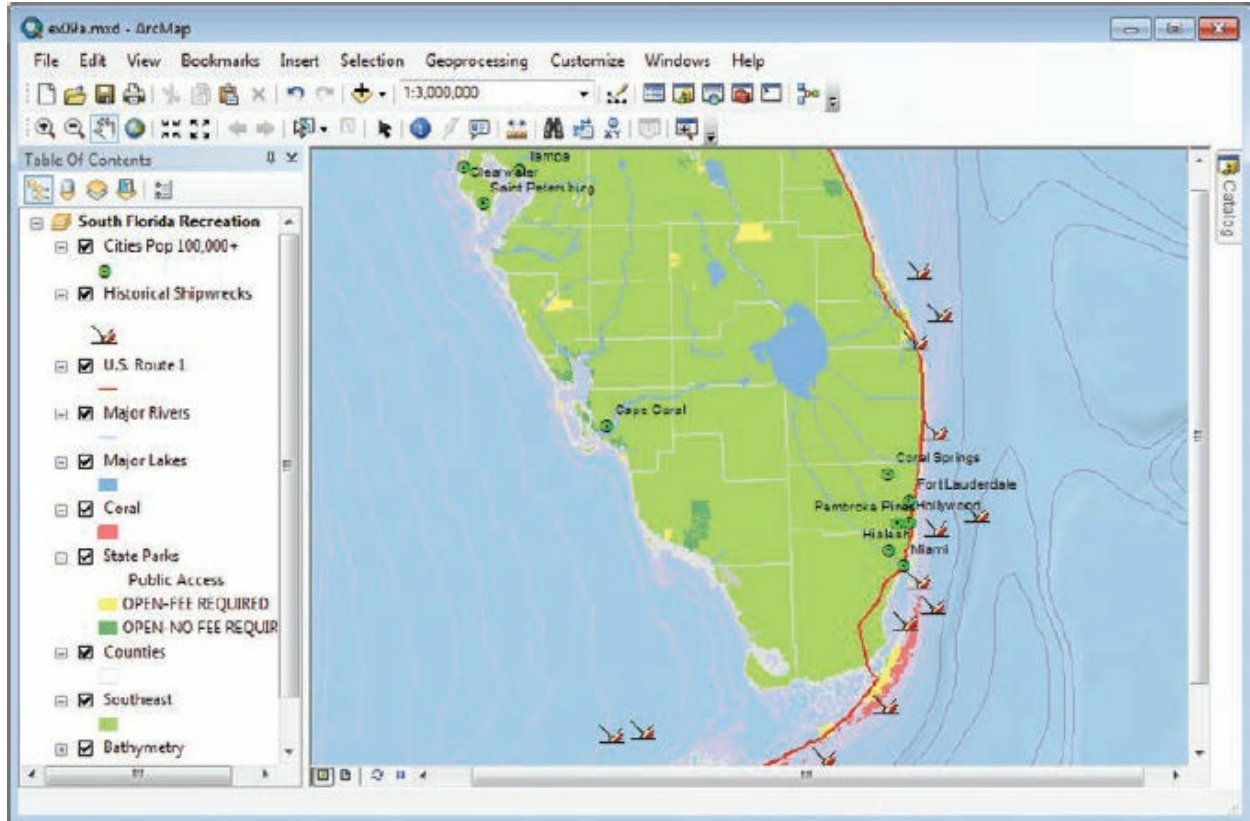 ex09a.mxd - ArcMap
File Edit View Bookmarks Insert Selection Geoprocessing Customize Windows Help
1:3,000,000
Table Of Contents
South Florida Recreation
Cities Pop 100,000+
Historical Shipwrecks
U.S. Route 1
Major Rivers
Major Lakes
Coral
State Parks
Public Access
OPEN-FEE REQUIRED
OPEN-NO FEE REQUIR
Counties
Southeast
Bathymetry
Tampa
Clearwater
Saint Petersburg
Cape Coral
Coral Springs
Fort Lauderdale
Pembroke Pines Hollywood
Hialeah
Miami
Catalog